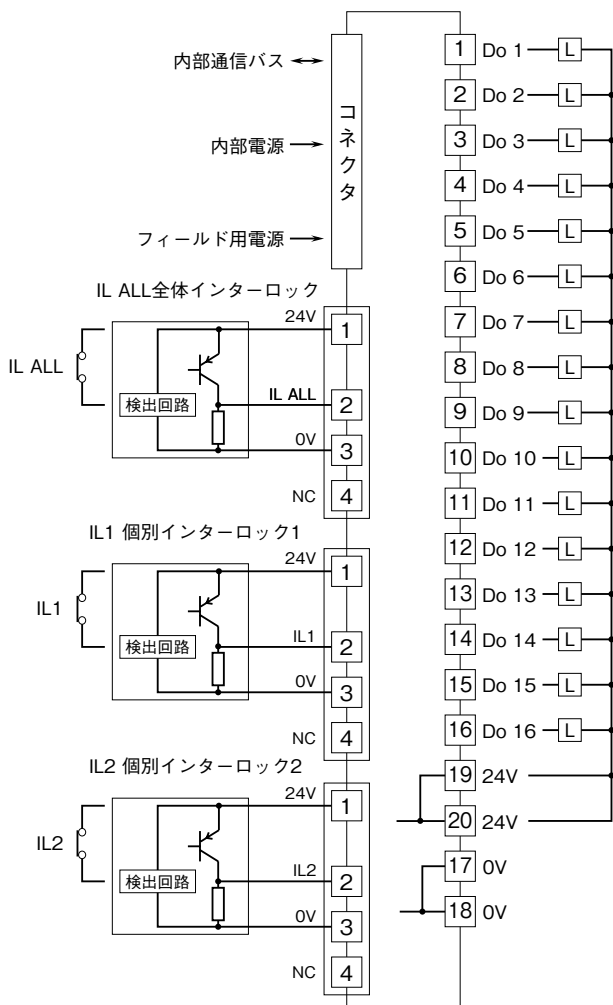 内部通信バス
内部電源
フィールド用電源
コネクタ
IL ALL全体インターロック
24V
1
IL ALL
検出回路
IL ALL
2
0V
3
NC
4
IL1 個別インターロック1
24V
1
IL1
検出回路
IL1
2
0V
3
NC
4
IL2 個別インターロック2
24V
1
IL2
検出回路
IL2
2
0V
3
NC
4
1 Do 1 L
2 Do 2 L
3 Do 3 L
4 Do 4 L
5 Do 5 L
6 Do 6 L
7 Do 7 L
8 Do 8 L
9 Do 9 L
10 Do 10 L
11 Do 11 L
12 Do 12 L
13 Do 13 L
14 Do 14 L
15 Do 15 L
16 Do 16 L
19 24V
20 24V
17 0V
18 0V